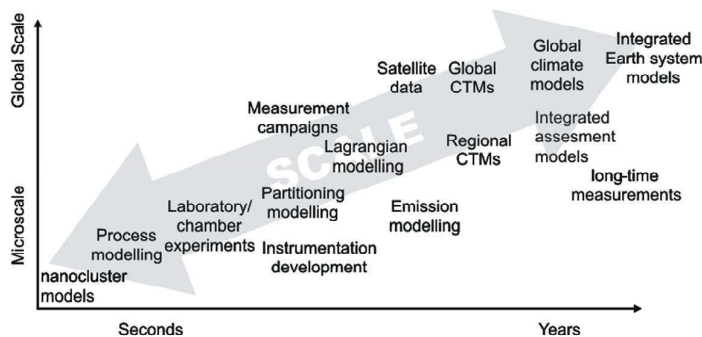 Global Scale
Microscale
Integrated
Earth system
models
Global
climate
models
Satellite
data
Global
CTMs
Measurement
campaigns
Integrated
assesment
models
Lagrangian
modelling
Regional
CTMs
SCALE
long-time
measurements
Partitioning
modelling
Laboratory/
chamber
experiments
Emission
modelling
Process
modelling
Instrumentation
development
nanocluster
models
Seconds
Years